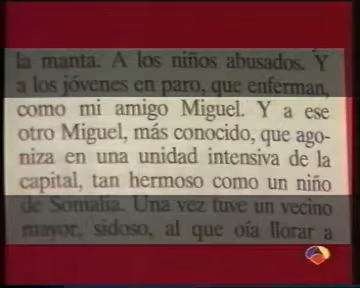 la manta. A los niños abusados. Y
a los jóvenes en paro, que enferman,
como mi amigo Miguel. Y a ese
otro Miguel, más conocido, que ago-
niza en una unidad intensiva de la
capital, tan hermoso como un niño
de Somalia. Una vez tuve un vecino
mayor, sidoso, al que oía llorar a